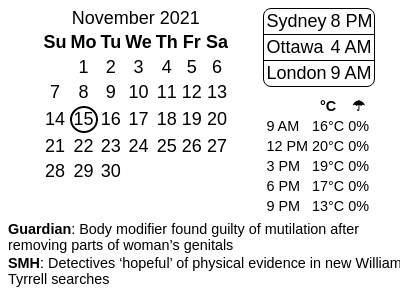 November 2021
Su Mo Tu We Th Fr Sa
1 2 3 4 5 6
7 8 9 10 11 12 13
14 15 16 17 18 19 20
21 22 23 24 25 26 27
28 29 30
Sydney 8 PM
Ottawa 4 AM
London 9 AM
°C ☂
9 AM 16°C 0%
12 PM 20°C 0%
3 PM 19°C 0%
6 PM 17°C 0%
9 PM 13°C 0%
Guardian: Body modifier found guilty of mutilation after
removing parts of woman’s genitals
SMH: Detectives ‘hopeful’ of physical evidence in new William
Tyrrell searches